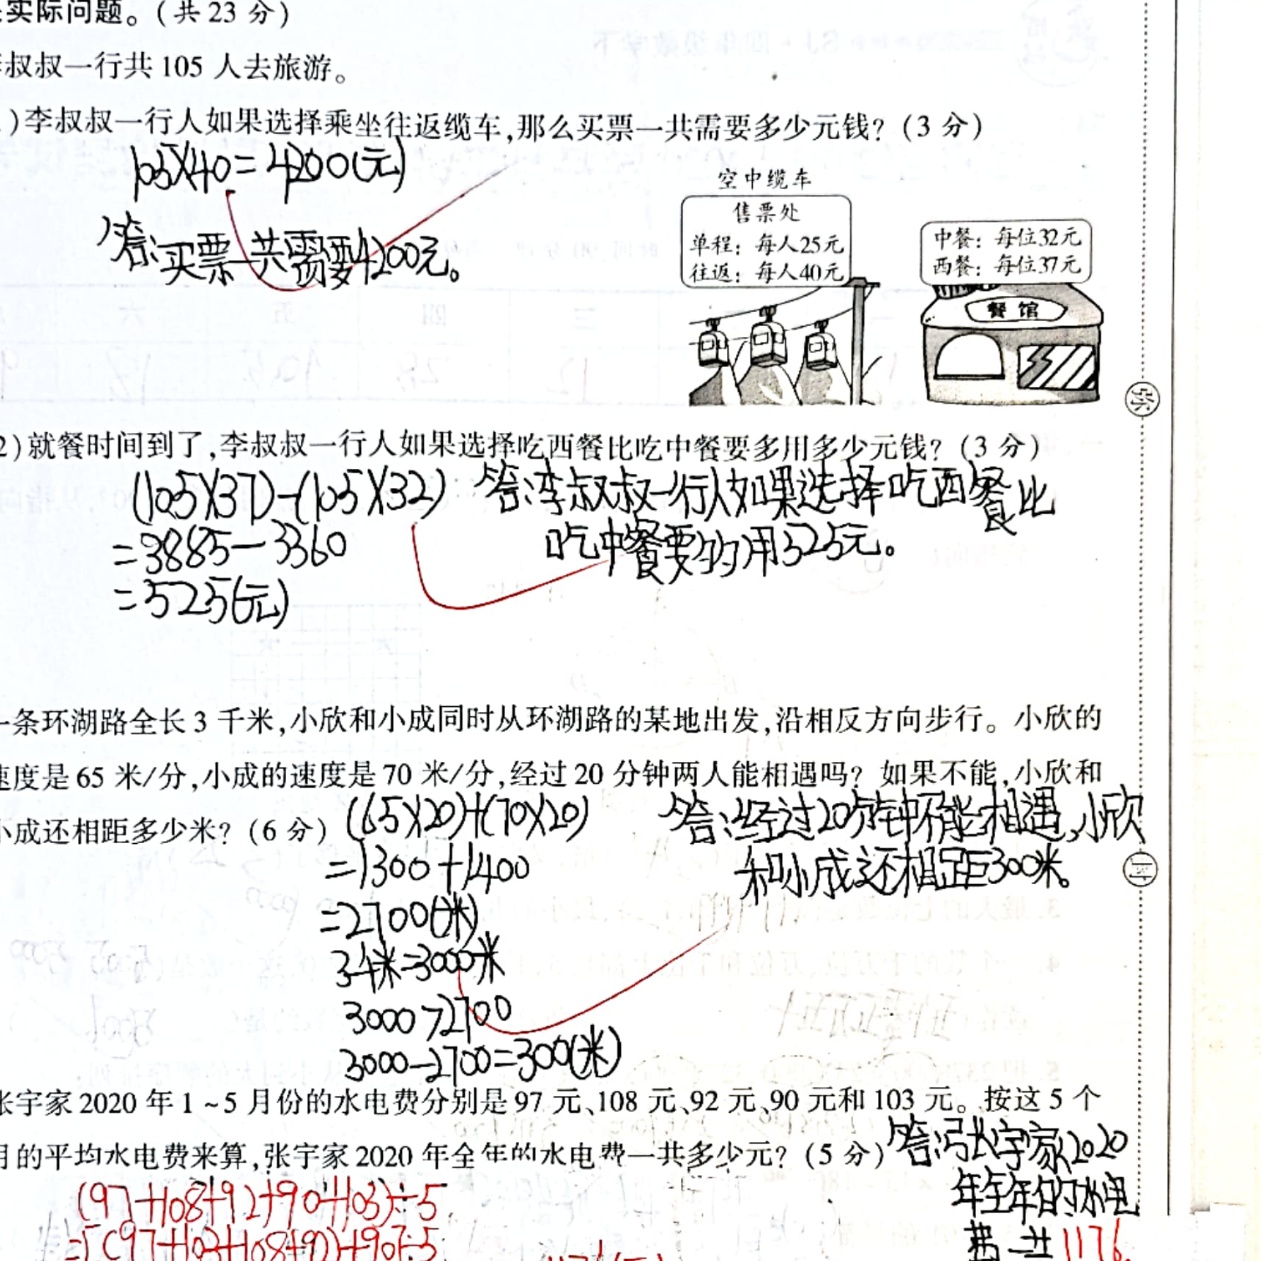 实际问题。(共 23 分)
叔叔一行共 105 人去旅游。
)李叔叔一行人如果选择乘坐往返缆车,那么买票一共需要多少元钱? (3 分)
105×40=4200(元)
答:买票一共需要4200元。
空中缆车
售票处
单程:每人25元
往返:每人40元
中餐:每位32元
西餐:每位37元
餐馆
2)就餐时间到了,李叔叔一行人如果选择吃西餐比吃中餐要多用多少元钱? (3 分)
(105×37)-(105×32)
=3885-3360
=525(元)
答:李叔叔一行人如果选择吃西餐比
吃中餐要多用525元。
一条环湖路全长 3 千米,小欣和小成同时从环湖路的某地出发,沿相反方向步行。小欣的
速度是 65 米/分,小成的速度是 70 米/分,经过 20 分钟两人能相遇吗? 如果不能,小欣和
小成还相距多少米? (6 分)
(65×20)+(70×20)
=1300+1400
=2700(米)
3千米=3000米
3000>2700
3000-2700=300(米)
答:经过20分钟不能相遇,小欣
和小成还相距300米。
张宇家 2020 年 1~5 月份的水电费分别是 97 元、108 元、92 元、90 元和 103 元。按这 5 个
月的平均水电费来算,张宇家 2020 年全年的水电费一共多少元? (5 分)
(97+108+92+90+103)÷5
答:张宇家2020
年全年的水电
费一共1176
弥